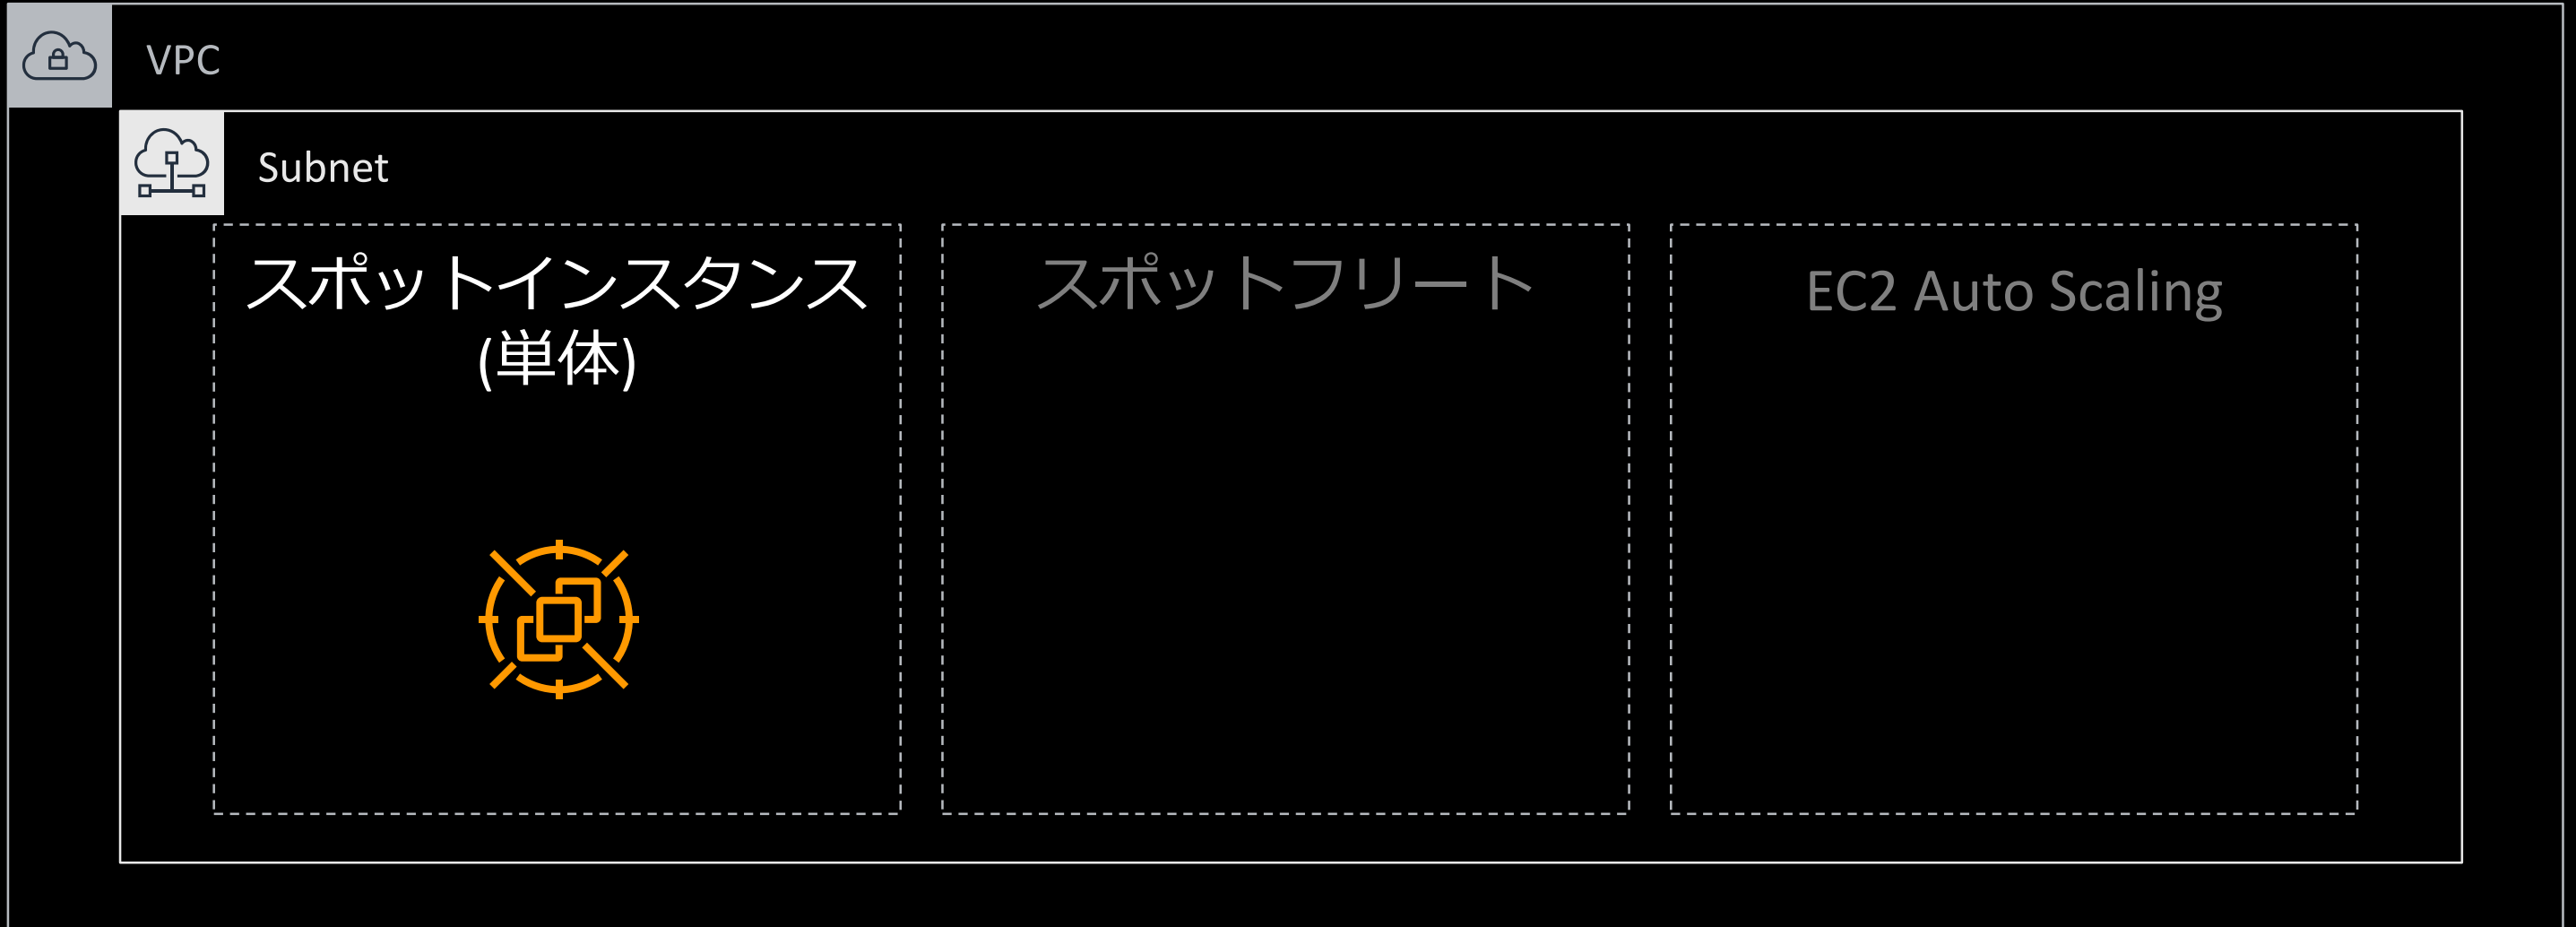 VPC
Subnet
スポットインスタンス
(単体)
スポットフリート
EC2 Auto Scaling